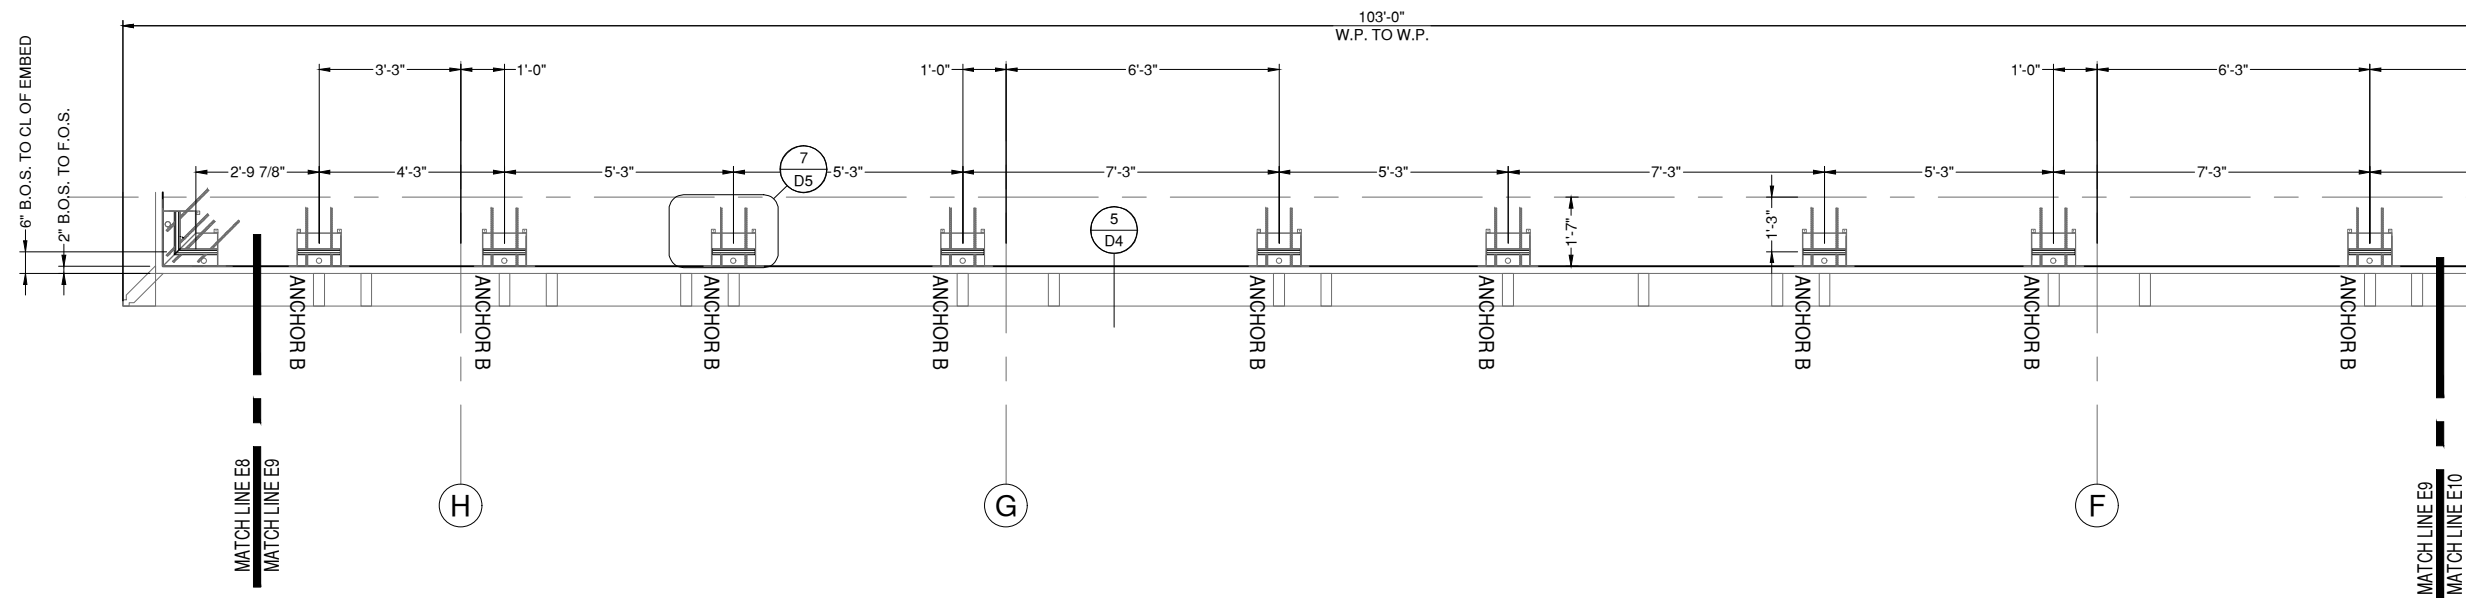 103'-0"
W.P. TO W.P.
6" B.O.S. TO CL OF EMBED
2" B.O.S. TO F.O.S.
3'-3"
1'-0"
1'-0"
6'-3"
1'-0"
6'-3"
2'-9 7/8"
4'-3"
5'-3"
7
D5
5'-3"
7'-3"
5'-3"
7'-3"
5'-3"
7'-3"
5
D4
1'-7"
1'-3"
ANCHOR B
ANCHOR B
ANCHOR B
ANCHOR B
ANCHOR B
ANCHOR B
ANCHOR B
ANCHOR B
ANCHOR B
MATCH LINE E8
MATCH LINE E9
H
G
F
MATCH LINE E9
MATCH LINE E10